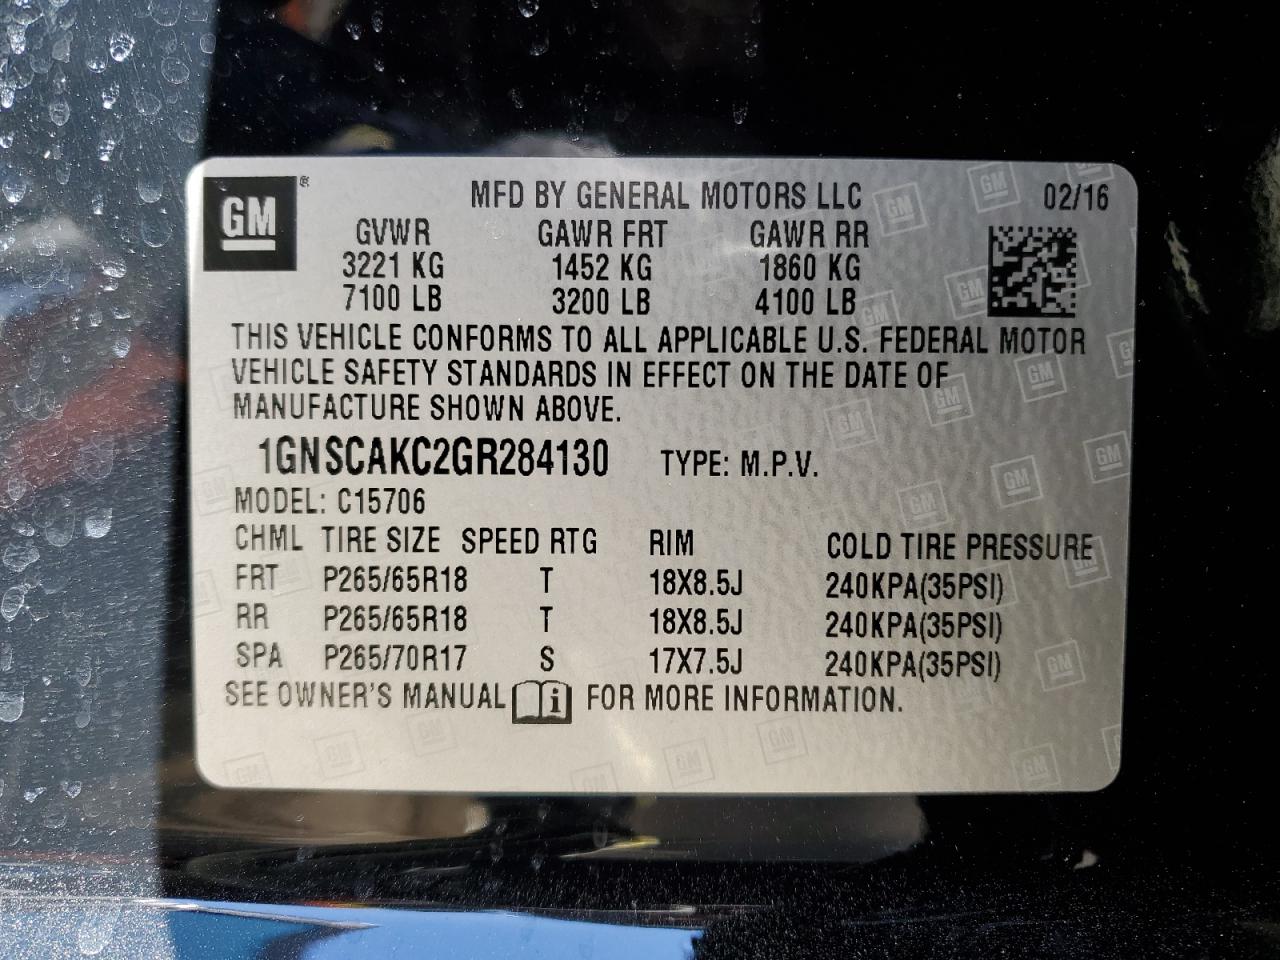 GM®
MFD BY GENERAL MOTORS LLC 02/16
GVWR GAWR FRT GAWR RR
3221 KG 1452 KG 1860 KG
7100 LB 3200 LB 4100 LB
THIS VEHICLE CONFORMS TO ALL APPLICABLE U.S. FEDERAL MOTOR
VEHICLE SAFETY STANDARDS IN EFFECT ON THE DATE OF
MANUFACTURE SHOWN ABOVE.
1GNSCAKC2GR284130 TYPE: M.P.V.
MODEL: C15706
CHML TIRE SIZE SPEED RTG RIM COLD TIRE PRESSURE
FRT P265/65R18 T 18X8.5J 240KPA(35PSI)
RR P265/65R18 T 18X8.5J 240KPA(35PSI)
SPA P265/70R17 S 17X7.5J 240KPA(35PSI)
SEE OWNER'S MANUAL i FOR MORE INFORMATION.